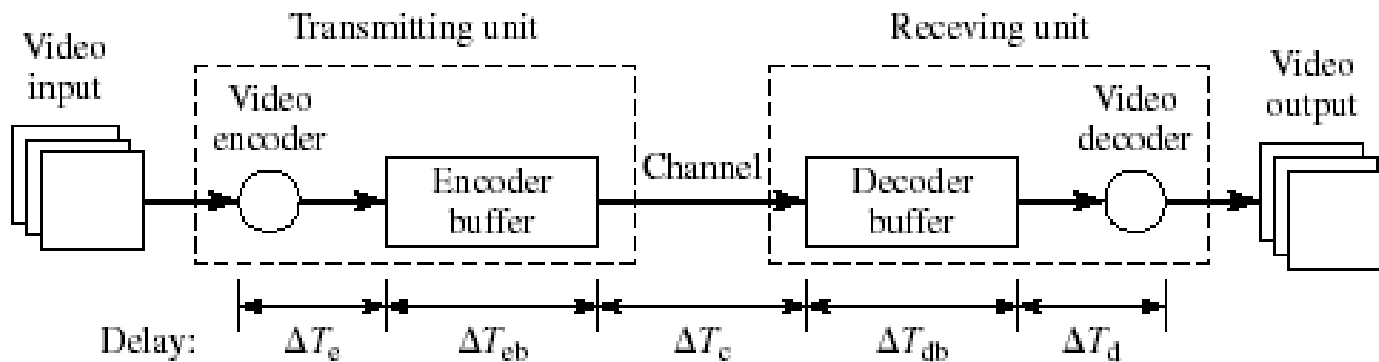 Transmitting unit
Receving unit
Video
input
Video
encoder
Encoder
buffer
Channel
Decoder
buffer
Video
decoder
Video
output
Delay: ΔTe ΔTeb ΔTc ΔTdb ΔTd